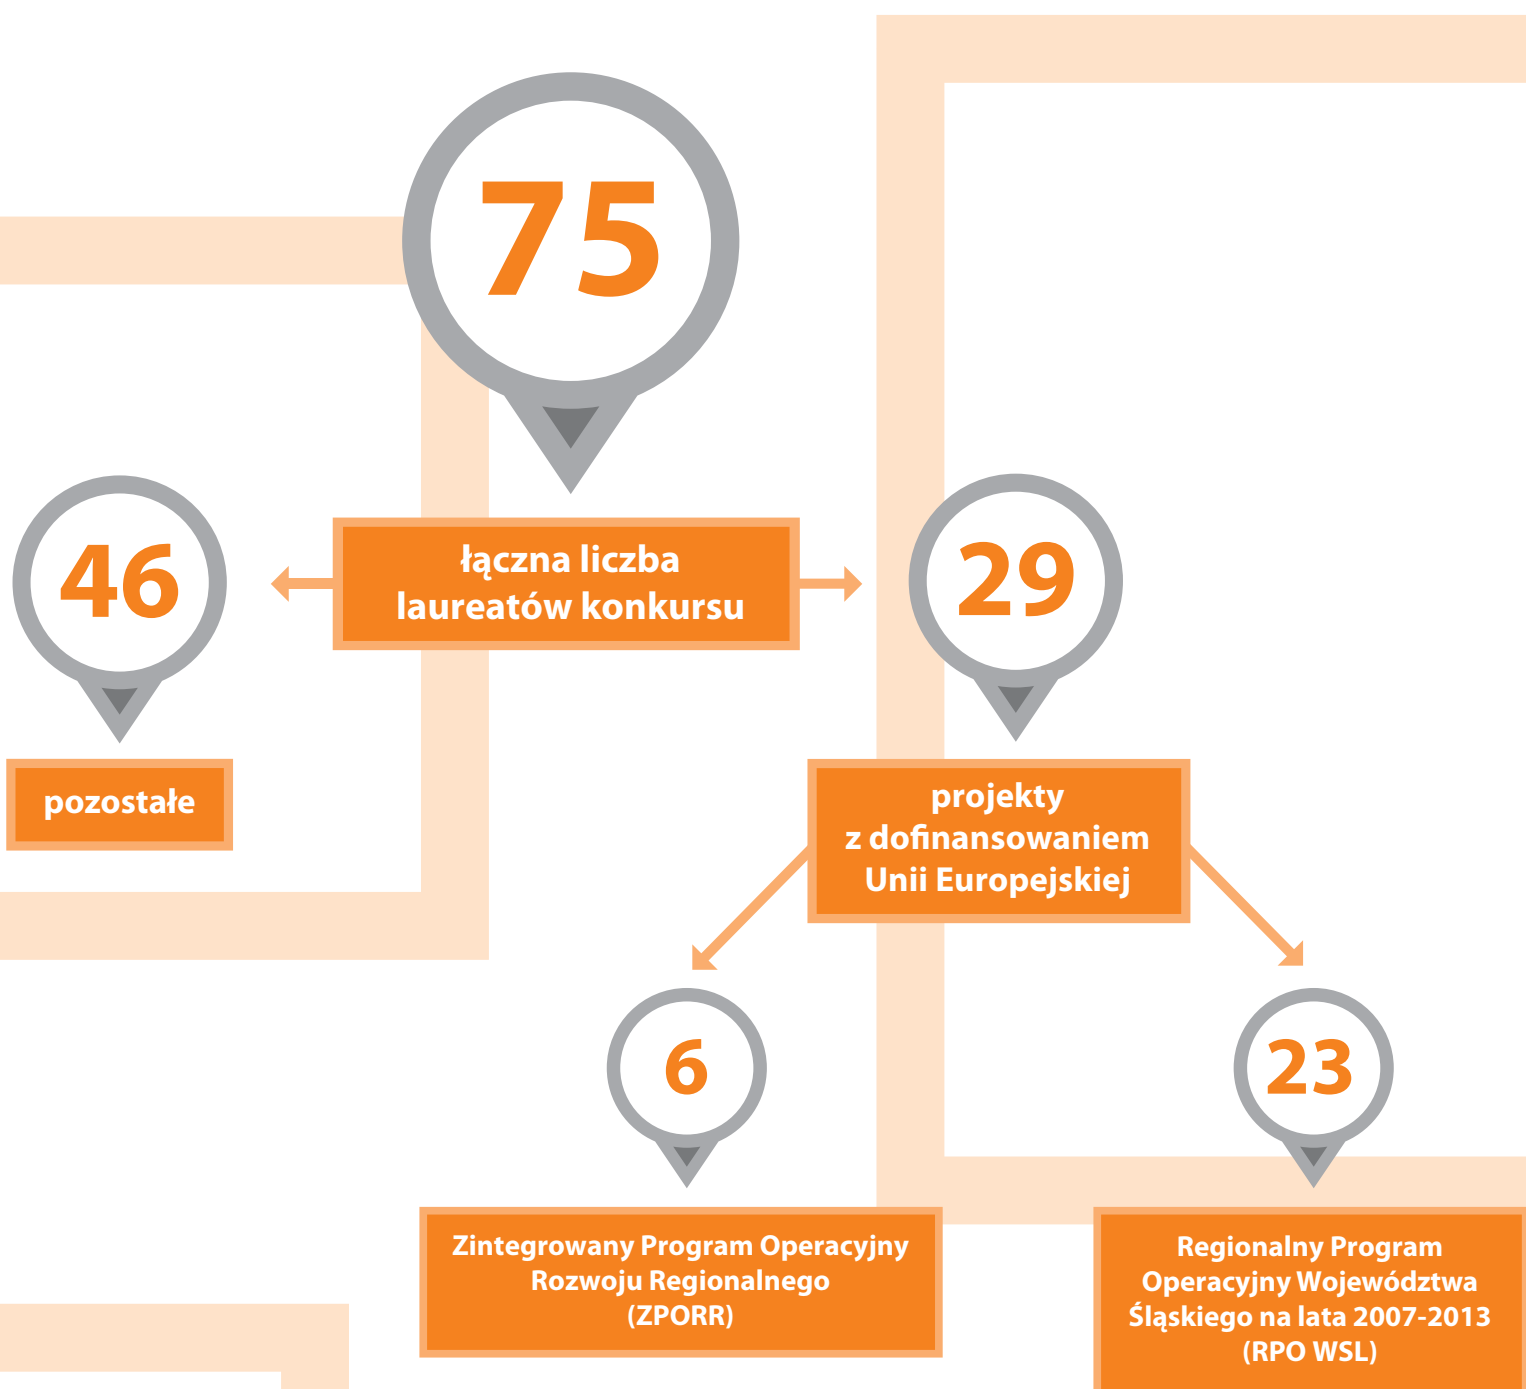 75
łączna liczba
laureatów konkursu
46
pozostałe
29
projekty
z dofinansowaniem
Unii Europejskiej
6
Zintegrowany Program Operacyjny
Rozwoju Regionalnego
(ZPORR)
23
Regionalny Program
Operacyjny Województwa
Śląskiego na lata 2007-2013
(RPO WSL)